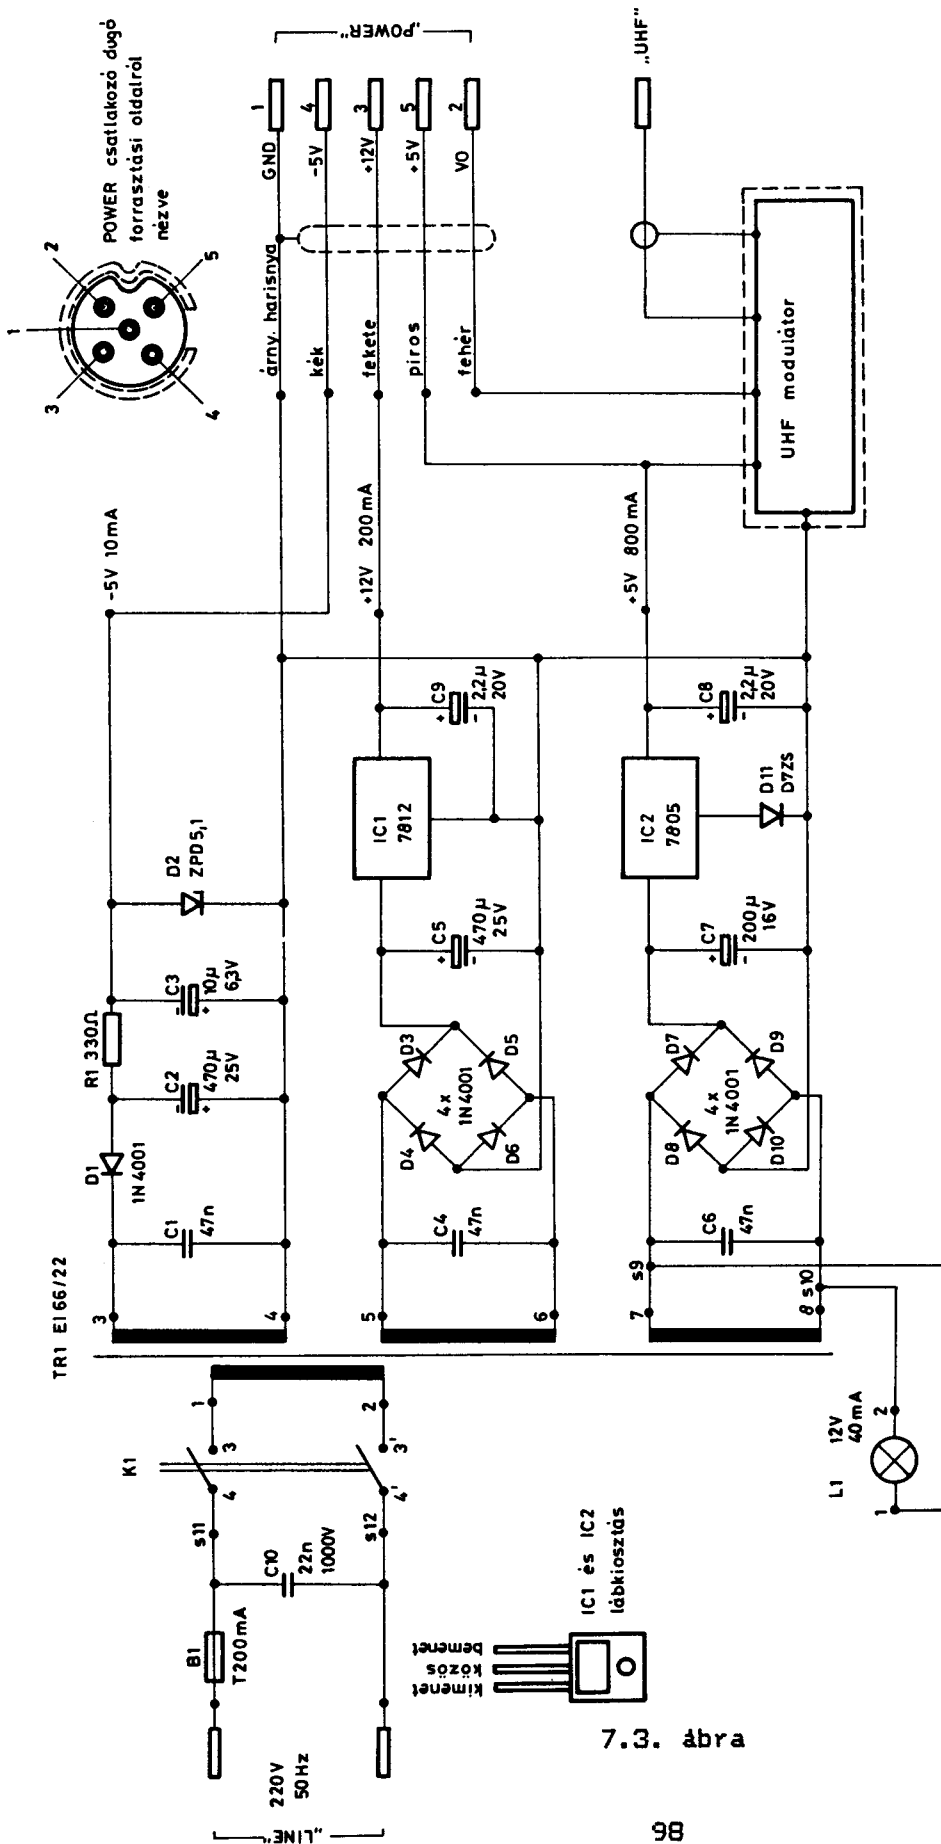 POWER csatlakozó dugó
forrasztási oldalról
nézve
1
2
3
4
5
„POWER”
1
4
3
5
2
GND
-5V
+12V
+5V
VO
árny. harisnya
kék
fekete
piros
fehér
„UHF”
UHF modulátor
-5V 10mA
+12V 200mA
+5V 800mA
TR1 EI66/22
3
4
C1
47n
D1
1N4001
C2
470µ
25V
R1 330Ω
C3
10µ
6,3V
D2
ZPD5,1
5
6
C4
47n
D3
D4
D5
D6
4x
1N4001
C5
470µ
25V
IC1
7812
C9
2,2µ
20V
s9
7
8 s10
C6
47n
D7
D8
D9
D10
4x
1N4001
C7
200µ
16V
IC2
7805
D11
D7ZS
C8
2,2µ
20V
„LINE”
220V
50Hz
B1
T200mA
C10
22n
1000V
s11
s12
K1
4
3
4'
3'
1
2
L1
12V
40mA
1
2
IC1 és IC2
lábkiosztás
bemenet
közös
kimenet
7.3. ábra
98